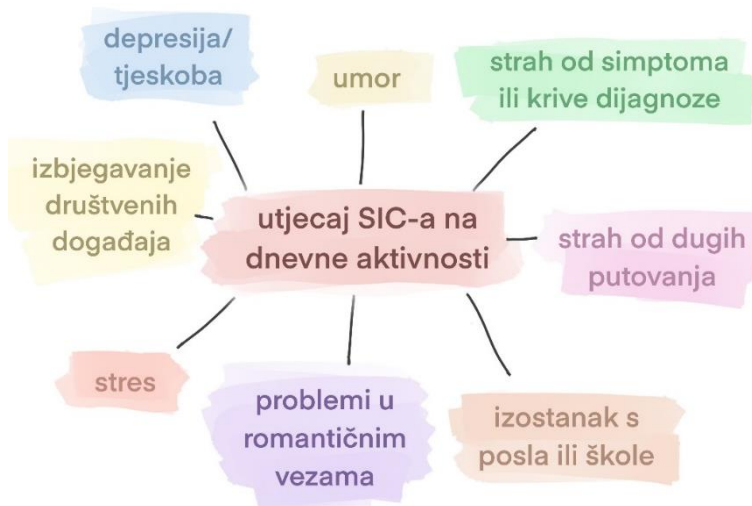 depresija/
tjeskoba
umor
strah od simptoma
ili krive dijagnoze
izbjegavanje
društvenih
događaja
utjecaj SIC-a na
dnevne aktivnosti
strah od dugih
putovanja
stres
problemi u
romantičnim
vezama
izostanak s
posla ili škole